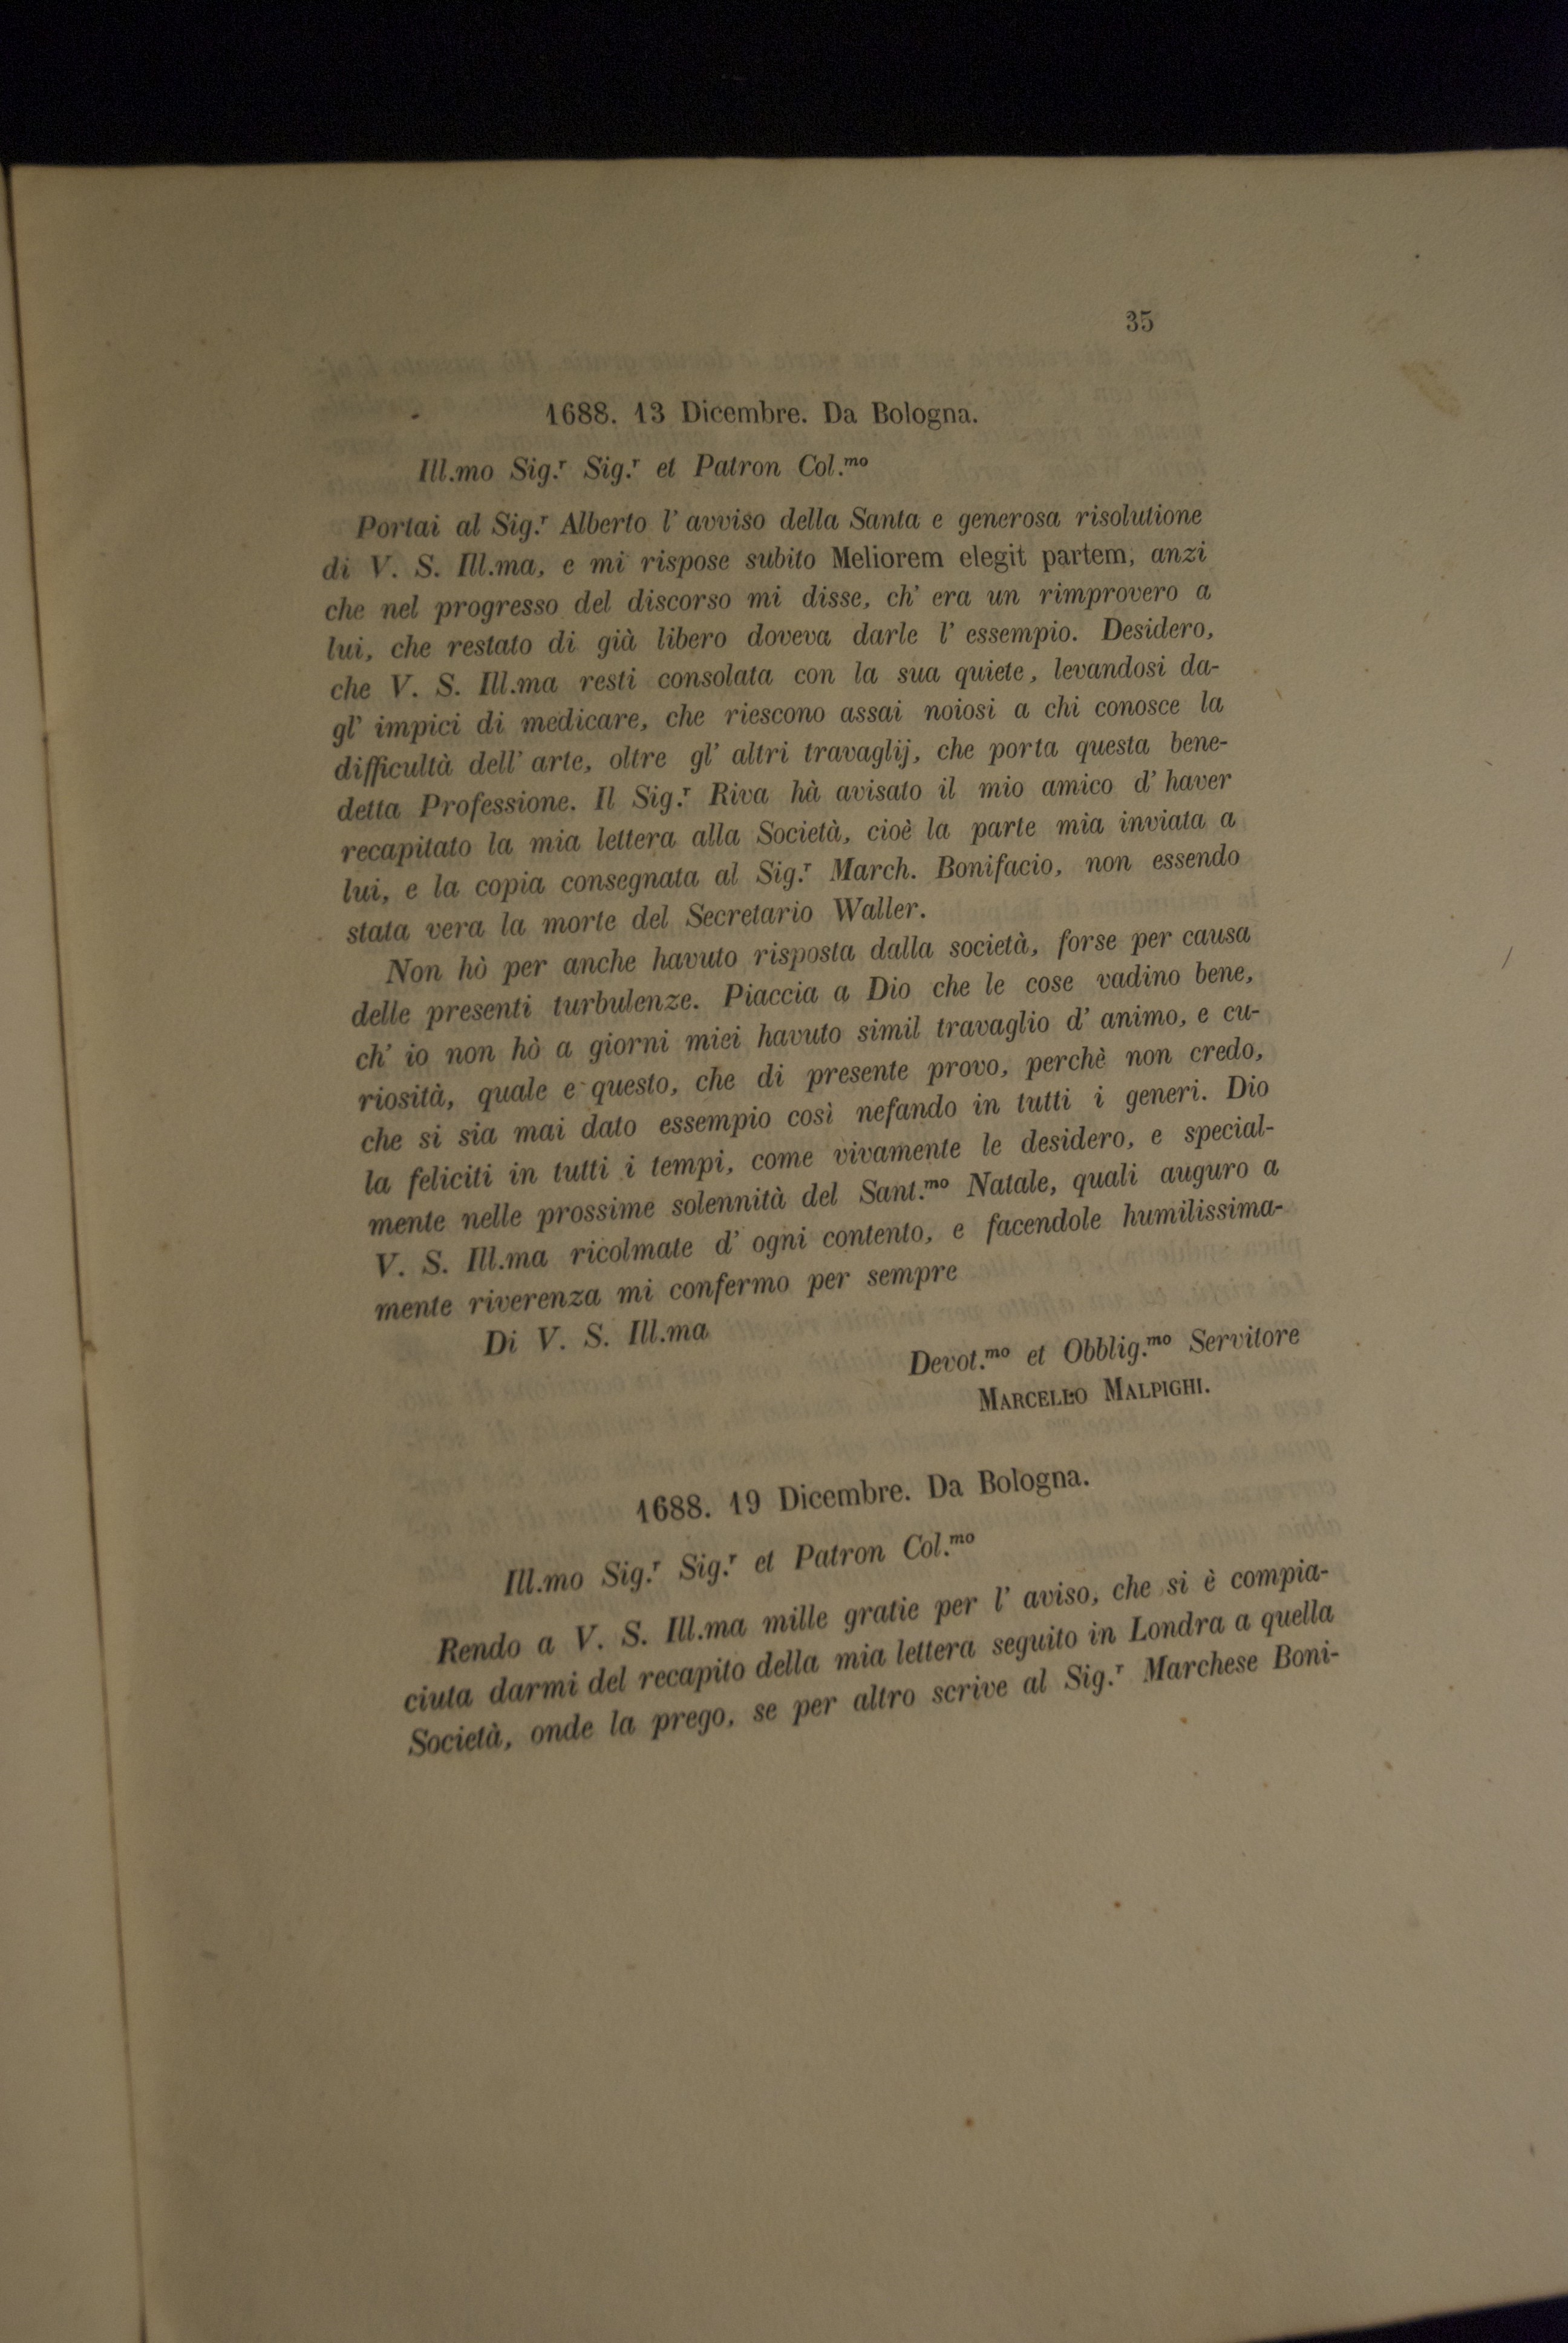 35
1688. 13 Dicembre. Da Bologna.
Ill.mo Sig.r Sig.r et Patron Col.mo
Portai al Sig.r Alberto l' avviso della Santa e generosa risolutione
di V. S. Ill.ma, e mi rispose subito Meliorem elegit partem, anzi
che nel progresso del discorso mi disse, ch' era un rimprovero a
lui, che restato di già libero doveva darle l' essempio. Desidero,
che V. S. Ill.ma resti consolata con la sua quiete, levandosi da-
gl' impici di medicare, che riescono assai noiosi a chi conosce la
difficultà dell' arte, oltre gl' altri travaglij, che porta questa bene-
detta Professione. Il Sig.r Riva hà avisato il mio amico d' haver
recapitato la mia lettera alla Società, cioè la parte mia inviata a
lui, e la copia consegnata al Sig.r March. Bonifacio, non essendo
stata vera la morte del Secretario Waller.
Non hò per anche havuto risposta dalla società, forse per causa
delle presenti turbulenze. Piaccia a Dio che le cose vadino bene,
ch' io non hò a giorni miei havuto simil travaglio d' animo, e cu-
riosità, quale e questo, che di presente provo, perchè non credo,
che si sia mai dato essempio così nefando in tutti i generi. Dio
la feliciti in tutti i tempi, come vivamente le desidero, e special-
mente nelle prossime solennità del Sant.mo Natale, quali auguro a
V. S. Ill.ma ricolmate d' ogni contento, e facendole humilissima-
mente riverenza mi confermo per sempre
Di V. S. Ill.ma
Devot.mo et Obblig.mo Servitore
MARCELLO MALPIGHI.
1688. 19 Dicembre. Da Bologna.
Ill.mo Sig.r Sig.r et Patron Col.mo
Rendo a V. S. Ill.ma mille gratie per l' aviso, che si è compia-
ciuta darmi del recapito della mia lettera seguito in Londra a quella
Società, onde la prego, se per altro scrive al Sig.r Marchese Boni-